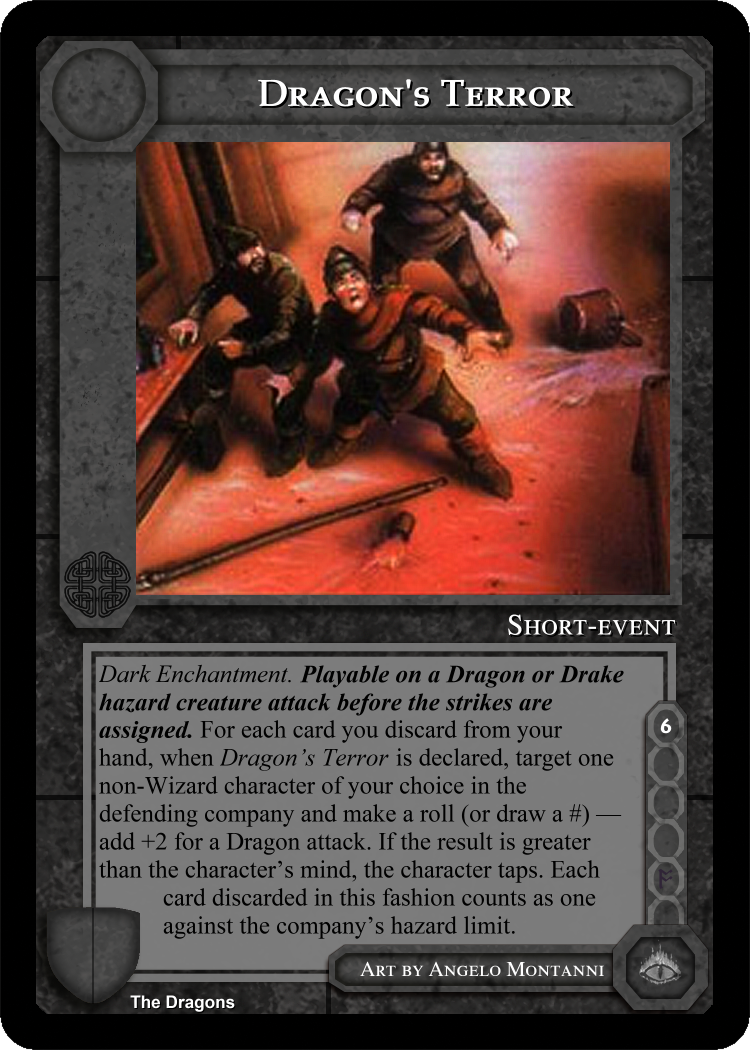 Dragon's Terror
Short-event
Dark Enchantment. Playable on a Dragon or Drake
hazard creature attack before the strikes are
assigned. For each card you discard from your
hand, when Dragon’s Terror is declared, target one
non-Wizard character of your choice in the
defending company and make a roll (or draw a #) —
add +2 for a Dragon attack. If the result is greater
than the character’s mind, the character taps. Each
card discarded in this fashion counts as one
against the company’s hazard limit.
6
Art by Angelo Montanni
The Dragons